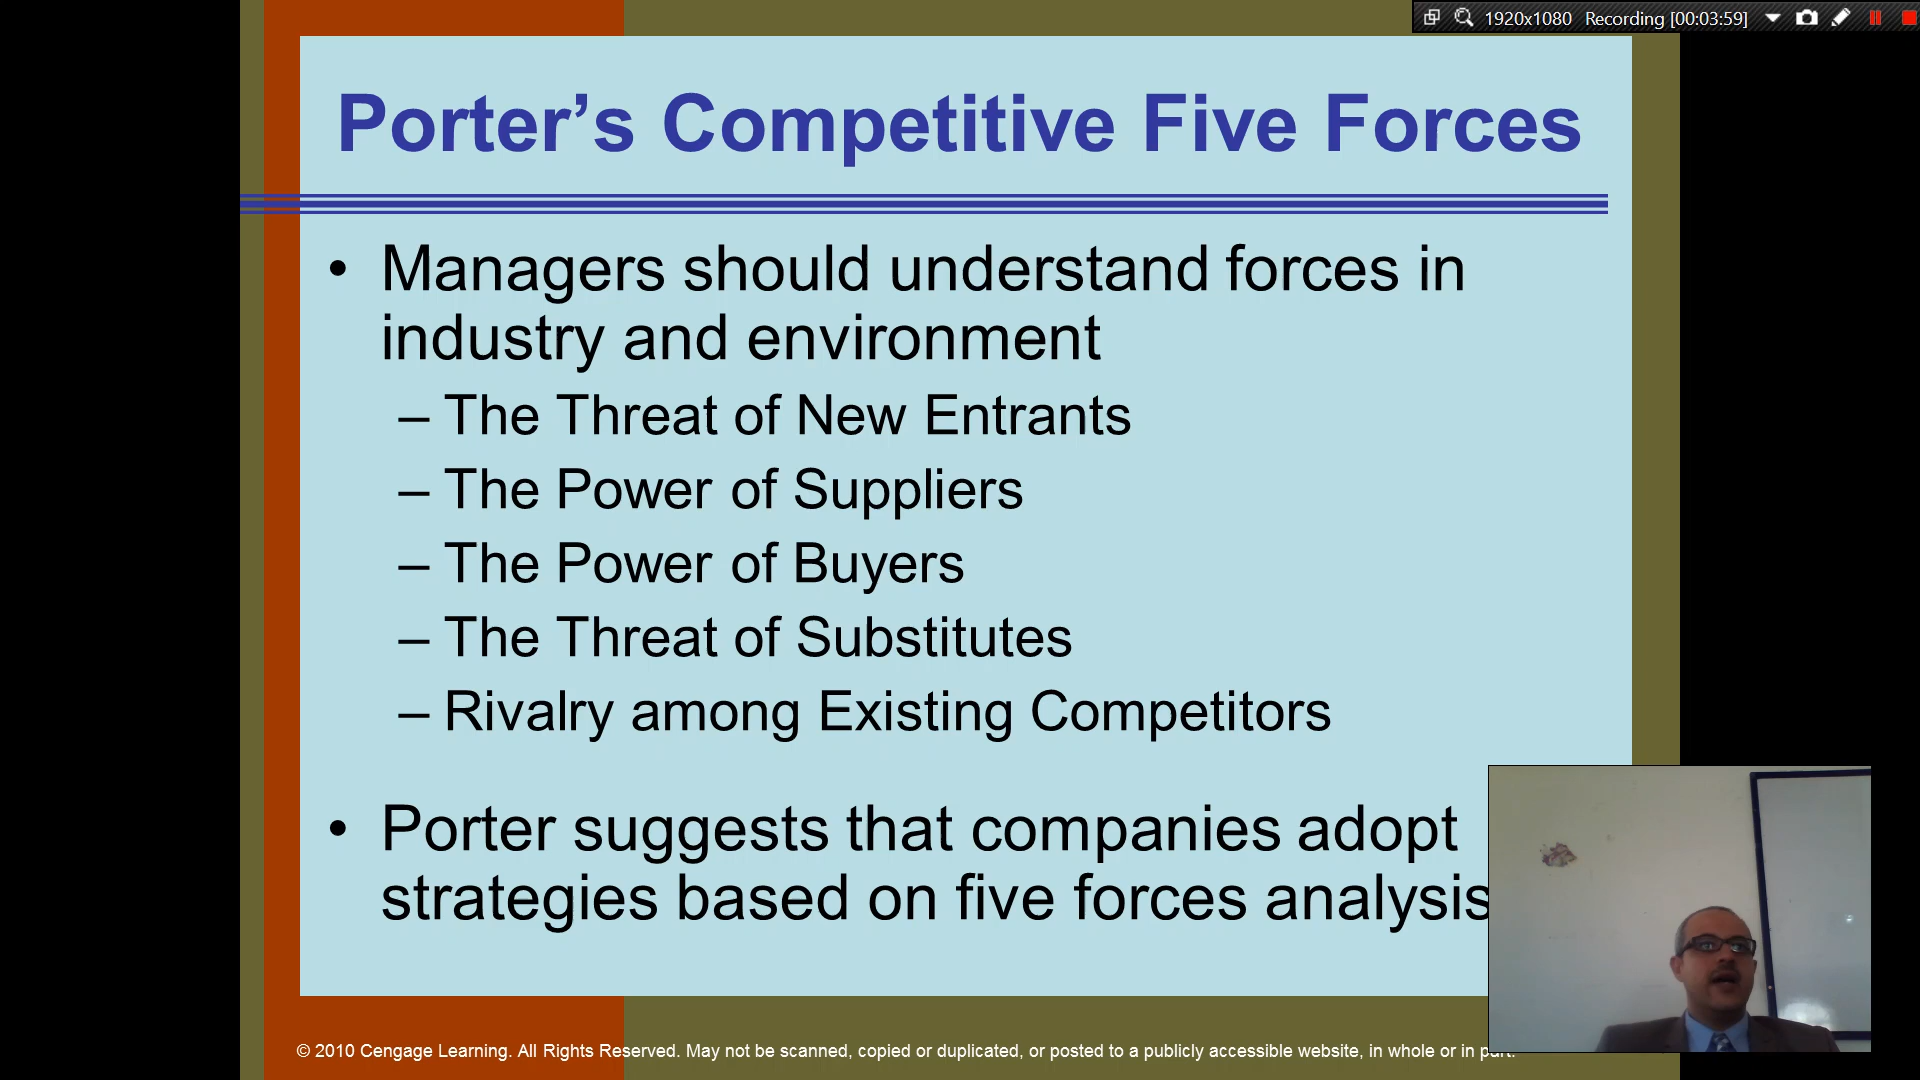 1920x1080 Recording [00:03:59]
Porter’s Competitive Five Forces
• Managers should understand forces in
industry and environment
– The Threat of New Entrants
– The Power of Suppliers
– The Power of Buyers
– The Threat of Substitutes
– Rivalry among Existing Competitors
• Porter suggests that companies adopt
strategies based on five forces analysis
© 2010 Cengage Learning. All Rights Reserved. May not be scanned, copied or duplicated, or posted to a publicly accessible website, in whole or in part.